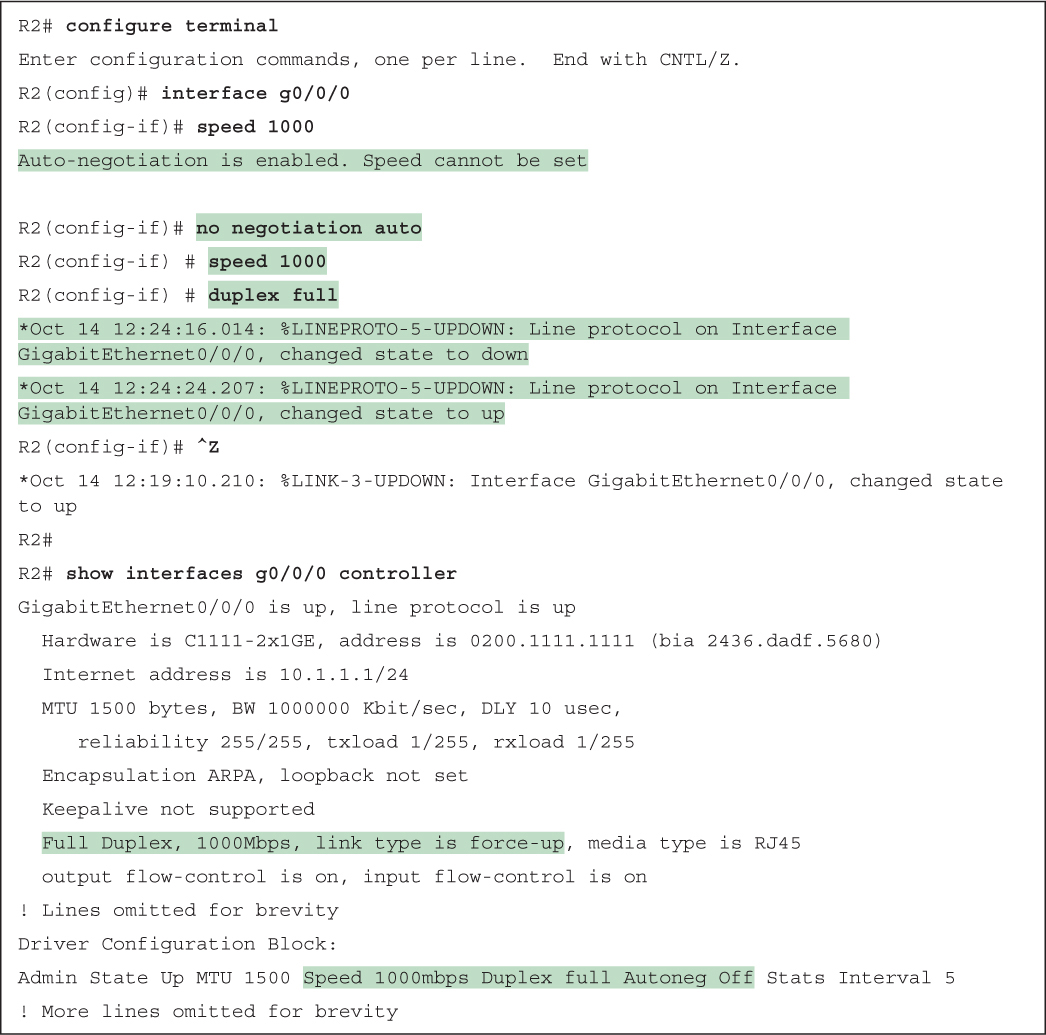 R2# configure terminal
Enter configuration commands, one per line.  End with CNTL/Z.
R2(config)# interface g0/0/0
R2(config-if)# speed 1000
Auto-negotiation is enabled. Speed cannot be set
R2(config-if)# no negotiation auto
R2(config-if) # speed 1000
R2(config-if) # duplex full
*Oct 14 12:24:16.014: %LINEPROTO-5-UPDOWN: Line protocol on Interface
GigabitEthernet0/0/0, changed state to down
*Oct 14 12:24:24.207: %LINEPROTO-5-UPDOWN: Line protocol on Interface
GigabitEthernet0/0/0, changed state to up
R2(config-if)# ^Z
*Oct 14 12:19:10.210: %LINK-3-UPDOWN: Interface GigabitEthernet0/0/0, changed state
to up
R2#
R2# show interfaces g0/0/0 controller
GigabitEthernet0/0/0 is up, line protocol is up
  Hardware is C1111-2x1GE, address is 0200.1111.1111 (bia 2436.dadf.5680)
  Internet address is 10.1.1.1/24
  MTU 1500 bytes, BW 1000000 Kbit/sec, DLY 10 usec,
     reliability 255/255, txload 1/255, rxload 1/255
  Encapsulation ARPA, loopback not set
  Keepalive not supported
  Full Duplex, 1000Mbps, link type is force-up, media type is RJ45
  output flow-control is on, input flow-control is on
! Lines omitted for brevity
Driver Configuration Block:
Admin State Up MTU 1500 Speed 1000mbps Duplex full Autoneg Off Stats Interval 5
! More lines omitted for brevity